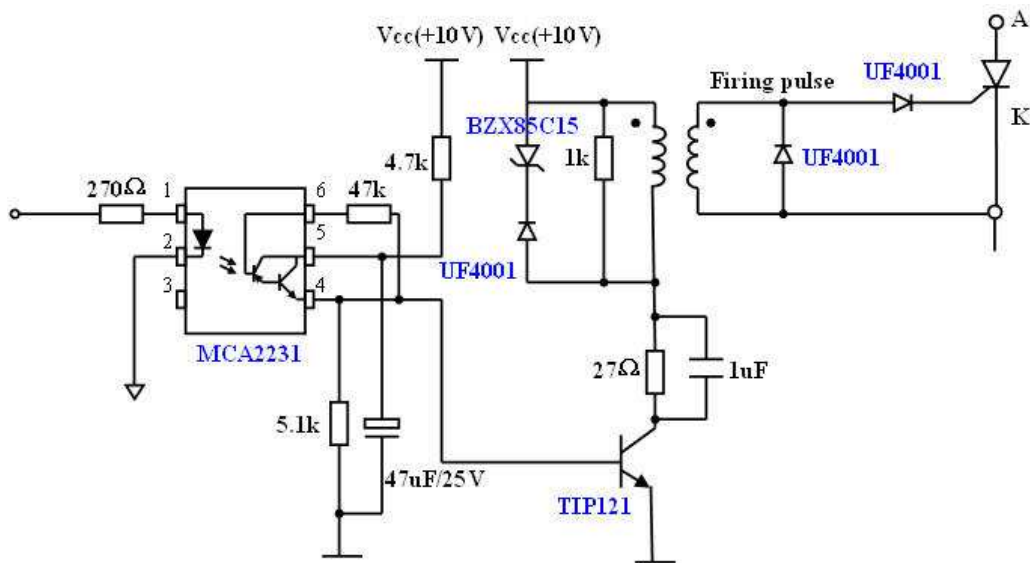 Vcc(+10V) Vcc(+10V)
A
UF4001
Firing pulse
K
BZX85C15
4.7k
1k
UF4001
270Ω
1
6
47k
2
5
UF4001
3
4
MCA2231
27Ω
1uF
5.1k
47uF/25V
TIP121